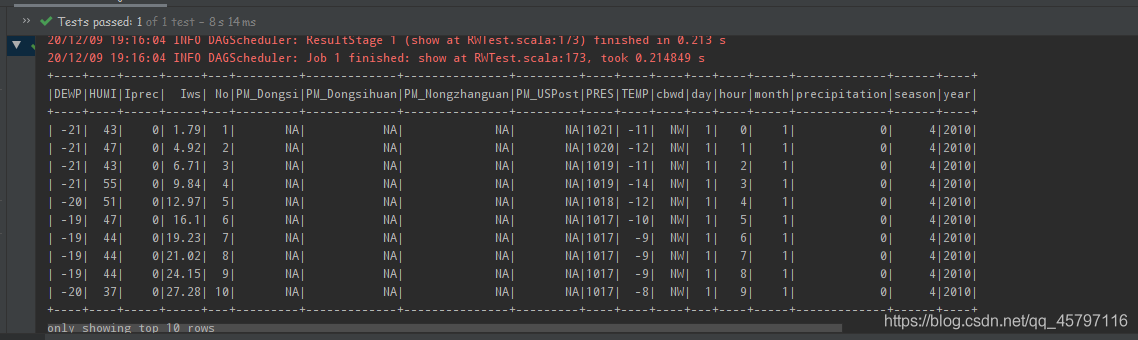 Tests passed: 1 of 1 test – 8 s 14 ms
20/12/09 19:16:04 INFO DAGScheduler: ResultStage 1 (show at RWTest.scala:173) finished in 0.213 s
20/12/09 19:16:04 INFO DAGScheduler: Job 1 finished: show at RWTest.scala:173, took 0.214849 s
+----+----+-----+-----+---+---------+------------+--------------+---------+----+----+----+---+----+-----+-------------+------+----+
|DEWP|HUMI|Iprec|  Iws| No|PM_Dongsi|PM_Dongsihuan|PM_Nongzhanguan|PM_USPost|PRES|TEMP|cbwd|day|hour|month|precipitation|season|year|
+----+----+-----+-----+---+---------+------------+--------------+---------+----+----+----+---+----+-----+-------------+------+----+
| -21|  43|    0| 1.79|  1|       NA|           NA|             NA|       NA|1021| -11|  NW|  1|   0|    1|            0|     4|2010|
| -21|  47|    0| 4.92|  2|       NA|           NA|             NA|       NA|1020| -12|  NW|  1|   1|    1|            0|     4|2010|
| -21|  43|    0| 6.71|  3|       NA|           NA|             NA|       NA|1019| -11|  NW|  1|   2|    1|            0|     4|2010|
| -21|  55|    0| 9.84|  4|       NA|           NA|             NA|       NA|1019| -14|  NW|  1|   3|    1|            0|     4|2010|
| -20|  51|    0|12.97|  5|       NA|           NA|             NA|       NA|1018| -12|  NW|  1|   4|    1|            0|     4|2010|
| -19|  47|    0| 16.1|  6|       NA|           NA|             NA|       NA|1017| -10|  NW|  1|   5|    1|            0|     4|2010|
| -19|  44|    0|19.23|  7|       NA|           NA|             NA|       NA|1017|  -9|  NW|  1|   6|    1|            0|     4|2010|
| -19|  44|    0|21.02|  8|       NA|           NA|             NA|       NA|1017|  -9|  NW|  1|   7|    1|            0|     4|2010|
| -19|  44|    0|24.15|  9|       NA|           NA|             NA|       NA|1017|  -9|  NW|  1|   8|    1|            0|     4|2010|
| -20|  37|    0|27.28| 10|       NA|           NA|             NA|       NA|1017|  -8|  NW|  1|   9|    1|            0|     4|2010|
+----+----+-----+-----+---+---------+------------+--------------+---------+----+----+----+---+----+-----+-------------+------+----+
only showing top 10 rows
https://blog.csdn.net/qq_45797116